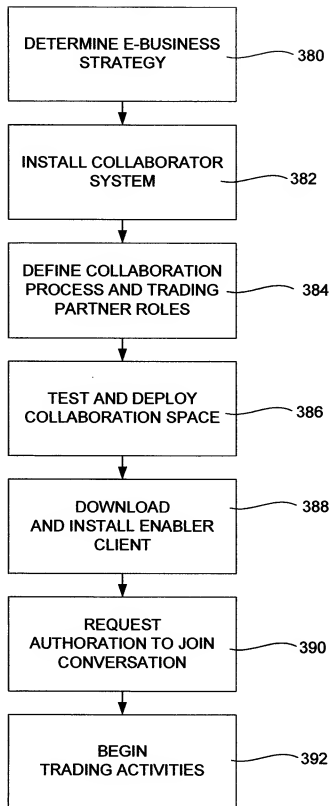 DETERMINE E-BUSINESS
STRATEGY
380
INSTALL COLLABORATOR
SYSTEM
382
DEFINE COLLABORATION
PROCESS AND TRADING
PARTNER ROLES
384
TEST AND DEPLOY
COLLABORATION SPACE
386
DOWNLOAD
AND INSTALL ENABLER
CLIENT
388
REQUEST
AUTHORATION TO JOIN
CONVERSATION
390
BEGIN
TRADING ACTIVITIES
392